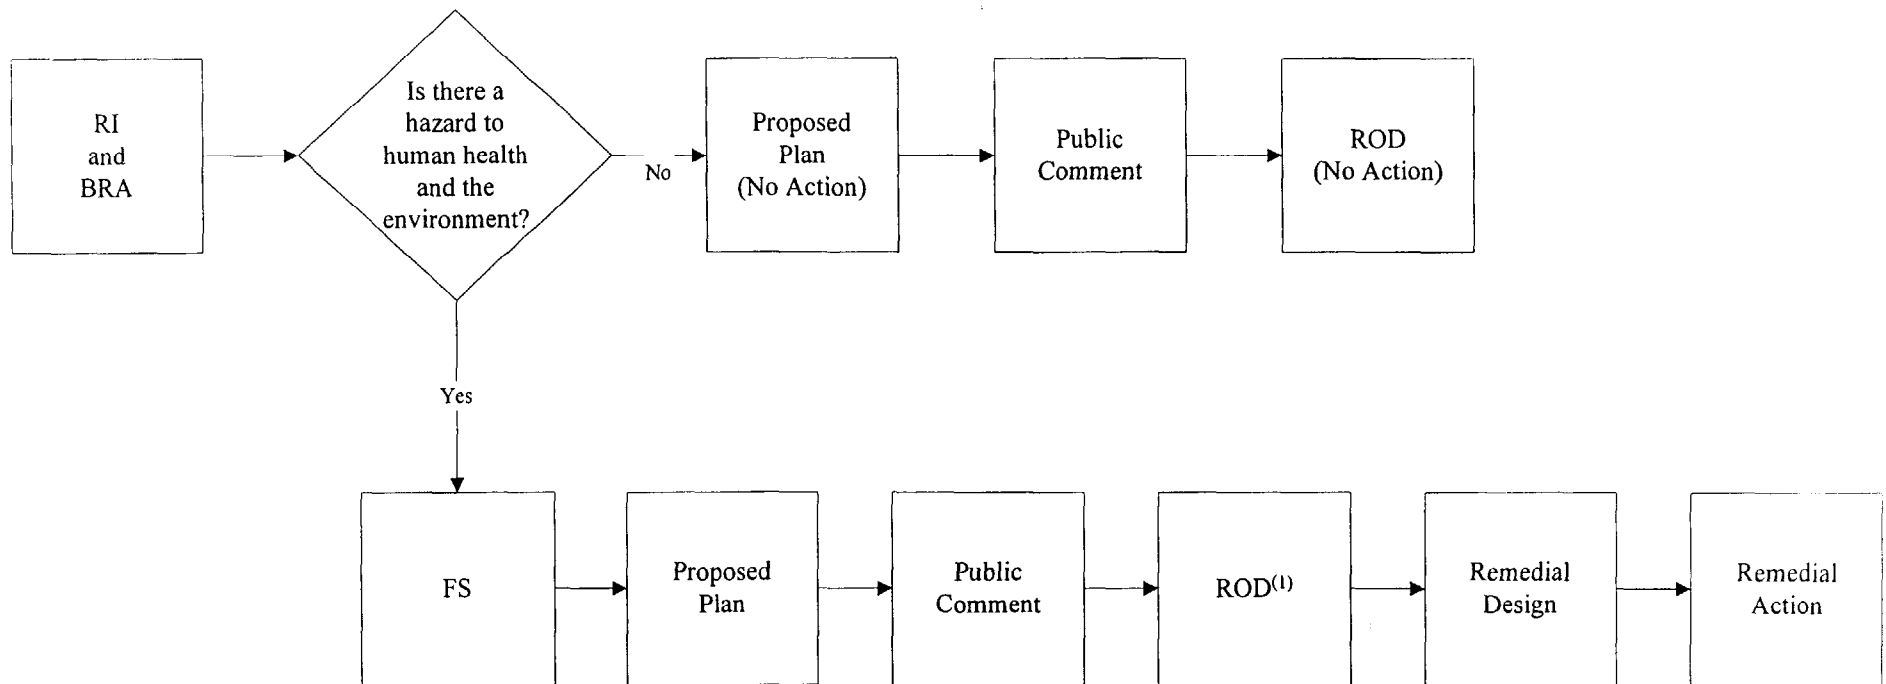 RI
and
BRA
Is there a
hazard to
human health
and the
environment?
No
Proposed
Plan
(No Action)
Public
Comment
ROD
(No Action)
Yes
FS
Proposed
Plan
Public
Comment
ROD(1)
Remedial
Design
Remedial
Action